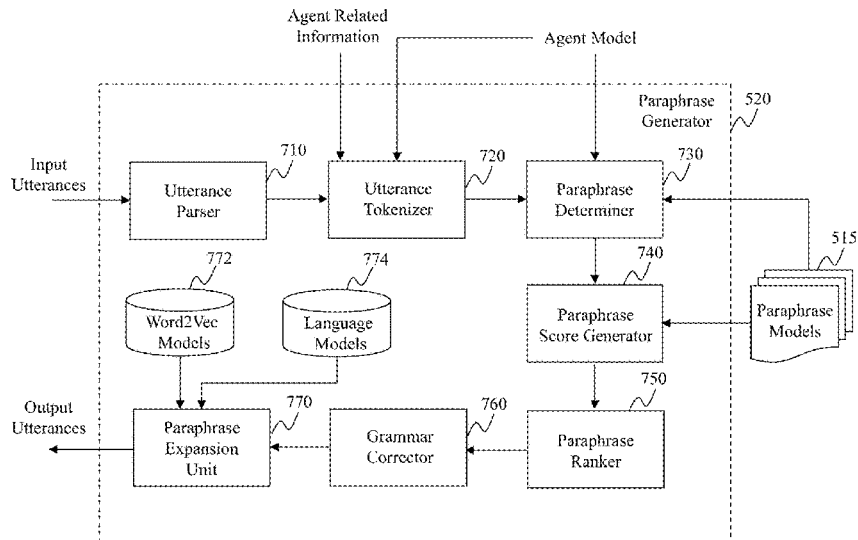 Agent Related
Information
Agent Model
Paraphrase
Generator
520
Input
Utterances
710
Utterance
Parser
720
Utterance
Tokenizer
730
Paraphrase
Determiner
515
Paraphrase
Models
772
Word2Vec
Models
774
Language
Models
740
Paraphrase
Score Generator
750
Paraphrase
Ranker
760
Grammar
Corrector
770
Paraphrase
Expansion
Unit
Output
Utterances